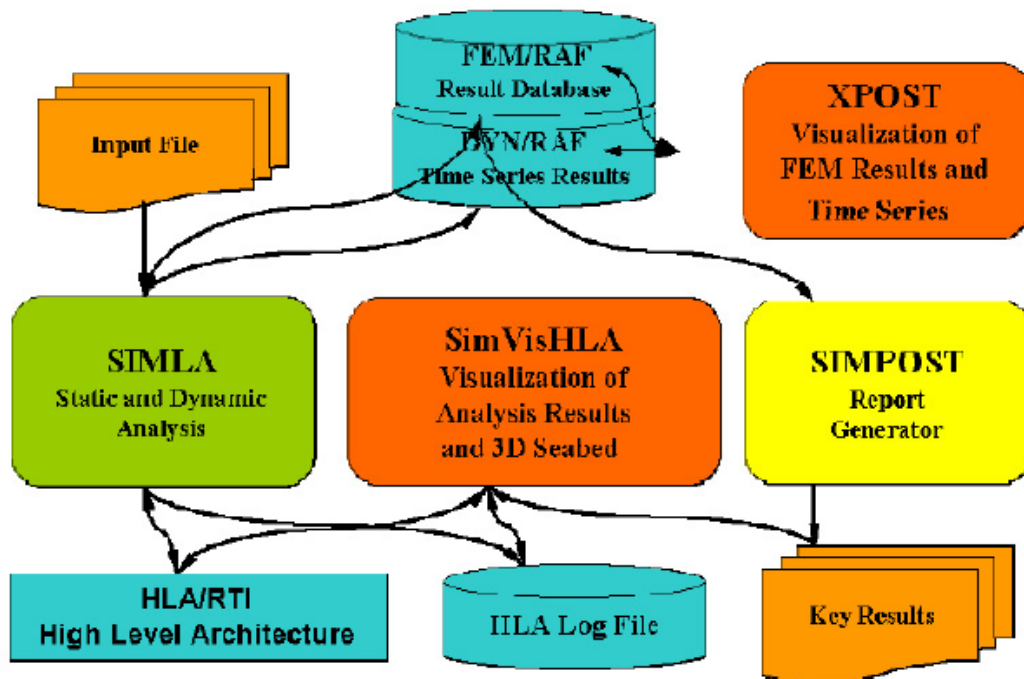 FEM/RAF
Result Database
DYN/RAF
Time Series Results
Input File
XPOST
Visualization of
FEM Results and
Time Series
SIMLA
Static and Dynamic
Analysis
SimVisHLA
Visualization of
Analysis Results
and 3D Seabed
SIMPOST
Report
Generator
HLA/RTI
High Level Architecture
HLA Log File
Key Results